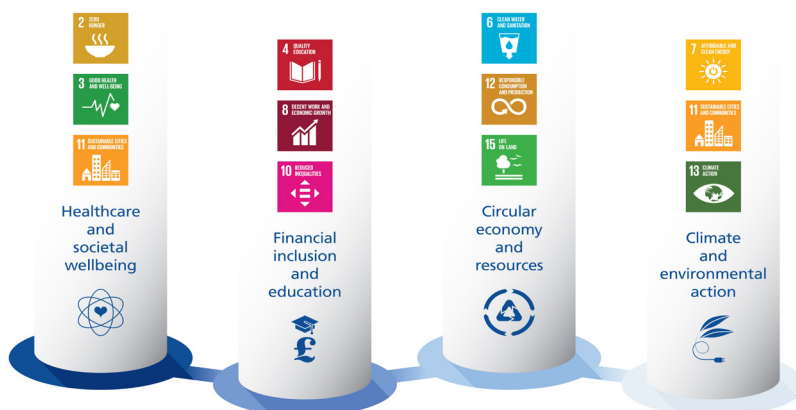 2 ZERO
HUNGER
3 GOOD HEALTH
AND WELL-BEING
11 SUSTAINABLE CITIES
AND COMMUNITIES
Healthcare
and
societal
wellbeing
4 QUALITY
EDUCATION
8 DECENT WORK AND
ECONOMIC GROWTH
10 REDUCED
INEQUALITIES
Financial
inclusion
and
education
£
6 CLEAN WATER
AND SANITATION
12 RESPONSIBLE
CONSUMPTION
AND PRODUCTION
15 LIFE
ON LAND
Circular
economy
and
resources
7 AFFORDABLE AND
CLEAN ENERGY
11 SUSTAINABLE CITIES
AND COMMUNITIES
13 CLIMATE
ACTION
Climate
and
environmental
action